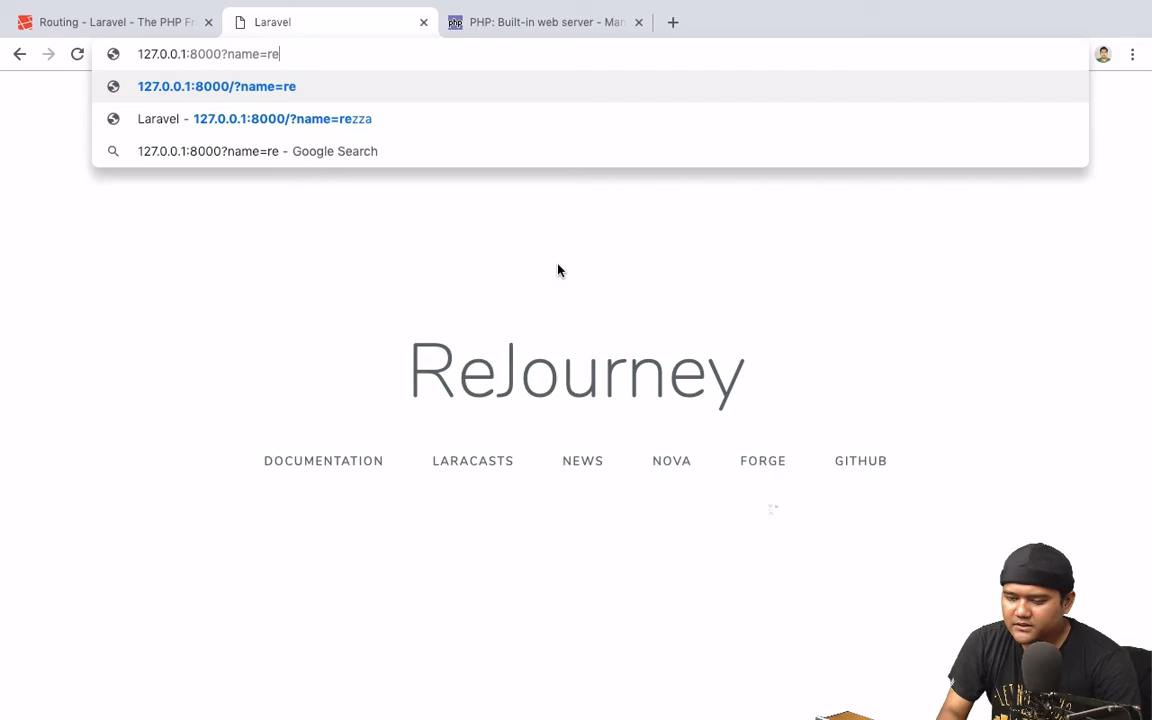 Routing - Laravel - The PHP Fr
Laravel
PHP: Built-in web server - Man
127.0.0.1:8000?name=re
127.0.0.1:8000/?name=re
Laravel - 127.0.0.1:8000/?name=rezza
127.0.0.1:8000?name=re - Google Search
ReJourney
DOCUMENTATION LARACASTS NEWS NOVA FORGE GITHUB